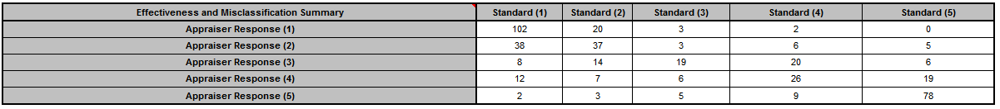 Effectiveness and Misclassification Summary Standard (1) Standard (2) Standard (3) Standard (4) Standard (5)
Appraiser Response (1) 102 20 3 2 0
Appraiser Response (2) 38 37 3 6 5
Appraiser Response (3) 8 14 19 20 6
Appraiser Response (4) 12 7 6 26 19
Appraiser Response (5) 2 3 5 9 78